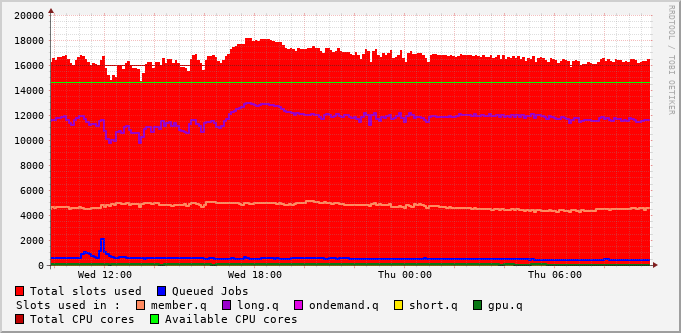 RRDTOOL / TOBI OETIKER
20000
18000
16000
14000
12000
10000
8000
6000
4000
2000
0
Wed 12:00 Wed 18:00 Thu 00:00 Thu 06:00
Total slots used Queued Jobs
Slots used in : member.q long.q ondemand.q short.q gpu.q
Total CPU cores Available CPU cores